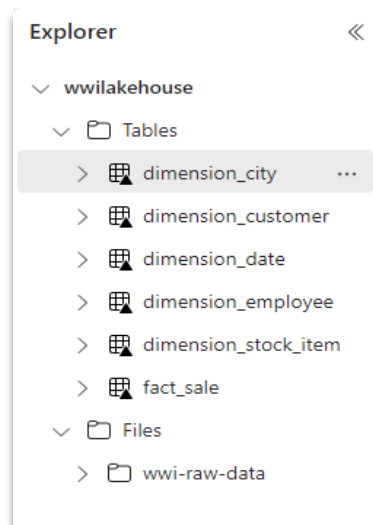 Explorer
wwilakehouse
Tables
dimension_city
dimension_customer
dimension_date
dimension_employee
dimension_stock_item
fact_sale
Files
wwi-raw-data